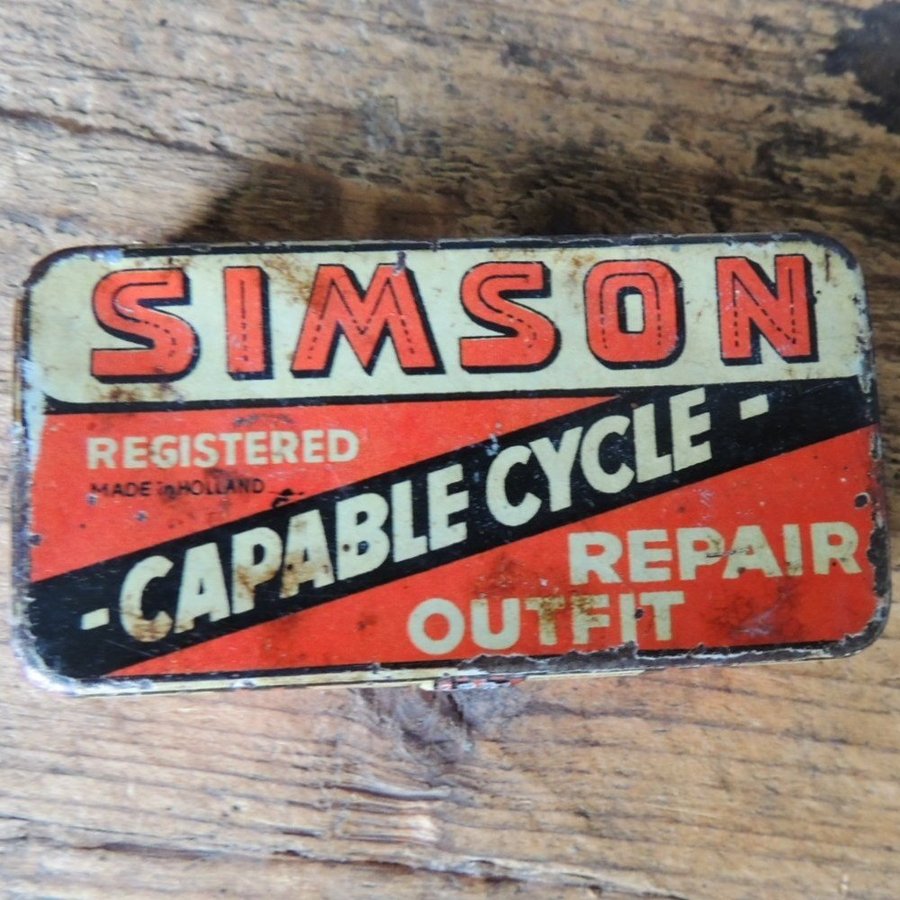 SIMSON
REGISTERED
MADE in HOLLAND
- CAPABLE CYCLE -
REPAIR
OUTFIT